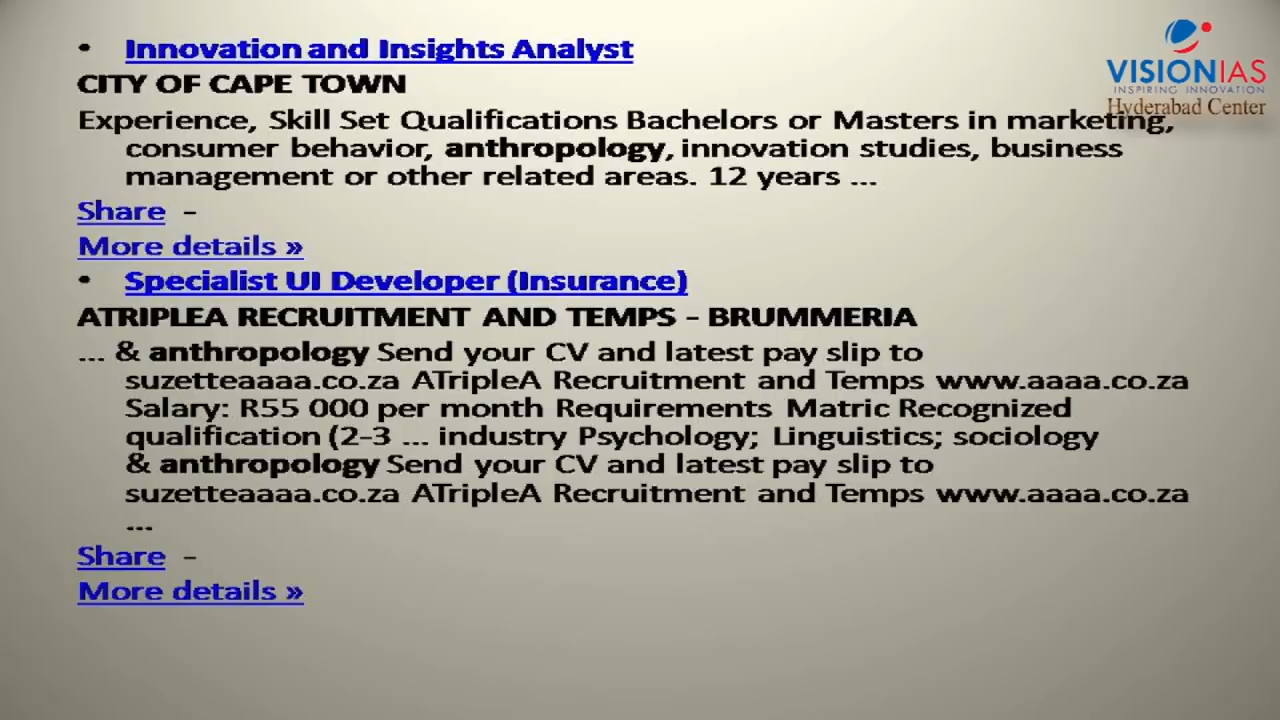 • Innovation and Insights Analyst
CITY OF CAPE TOWN
Experience, Skill Set Qualifications Bachelors or Masters in marketing,
consumer behavior, anthropology, innovation studies, business
management or other related areas. 12 years ...
Share -
More details »
• Specialist UI Developer (Insurance)
ATRIPLEA RECRUITMENT AND TEMPS - BRUMMERIA
... & anthropology Send your CV and latest pay slip to
suzetteaaaa.co.za ATripleA Recruitment and Temps www.aaaa.co.za
Salary: R55 000 per month Requirements Matric Recognized
qualification (2-3 ... industry Psychology; Linguistics; sociology
& anthropology Send your CV and latest pay slip to
suzetteaaaa.co.za ATripleA Recruitment and Temps www.aaaa.co.za
...
Share -
More details »
VISIONIAS
INSPIRING INNOVATION
Hyderabad Center